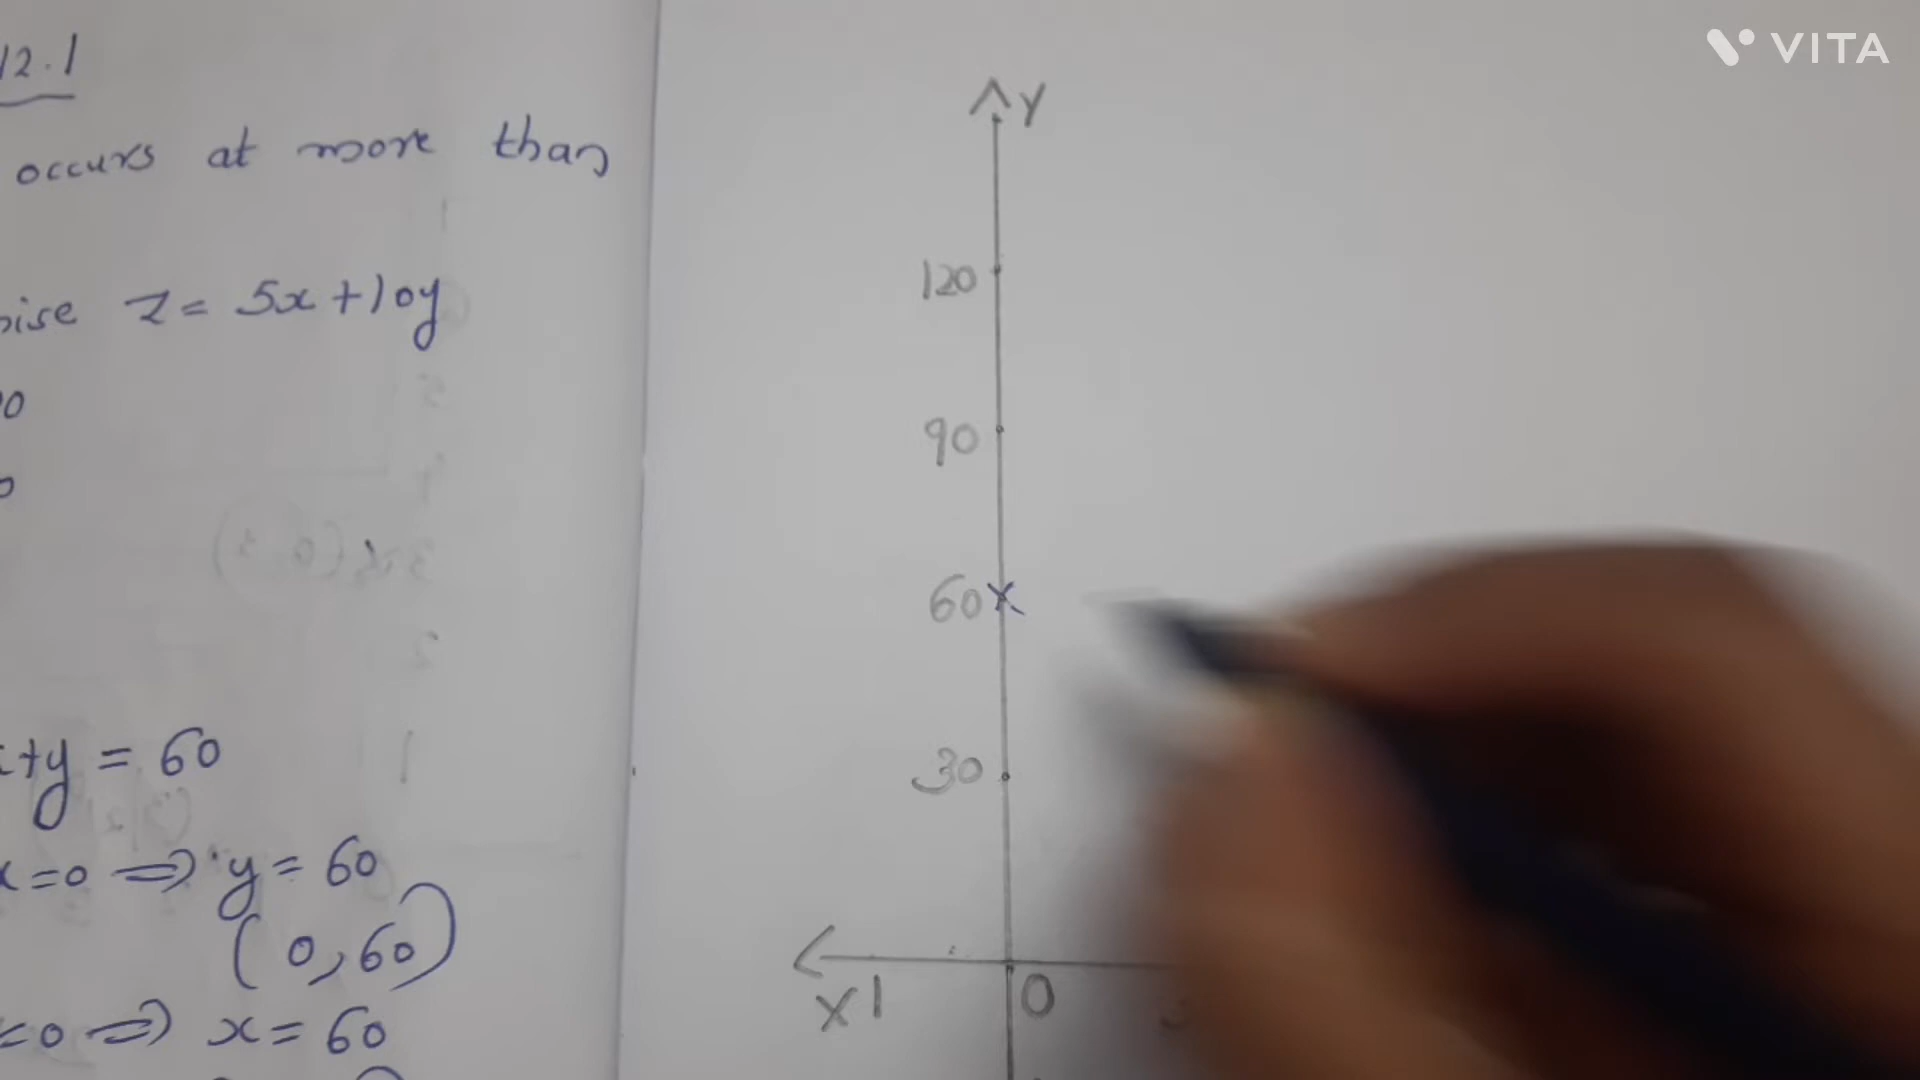 12.1
occurs at more than
Z = 5x + 10y
0
x+y = 60
x=0 ⟹ y = 60
(0, 60)
=0 ⟹ x = 60
Y
120
90
60
30
X1
0
VITA